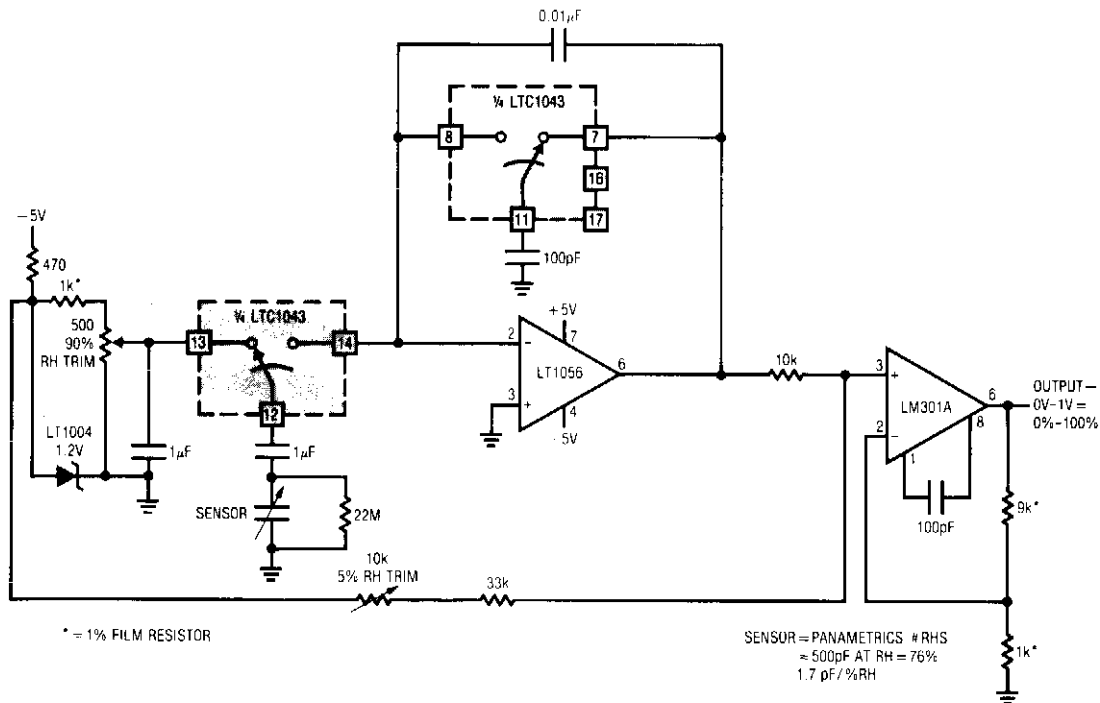 0.01µF
¼ LTC1043
8
7
16
17
11
100pF
−5V
470
1k*
500
90%
RH TRIM
¼ LTC1043
13
14
12
LT1004
1.2V
1µF
1µF
SENSOR
22M
2
3
+5V
7
LT1056
6
4
-5V
10k
3
LM301A
6
2
8
1
100pF
OUTPUT —
0V-1V =
0%-100%
9k*
1k*
10k
5% RH TRIM
33k
* = 1% FILM RESISTOR
SENSOR = PANAMETRICS #RHS
≈ 500pF AT RH = 76%
1.7 pF/%RH